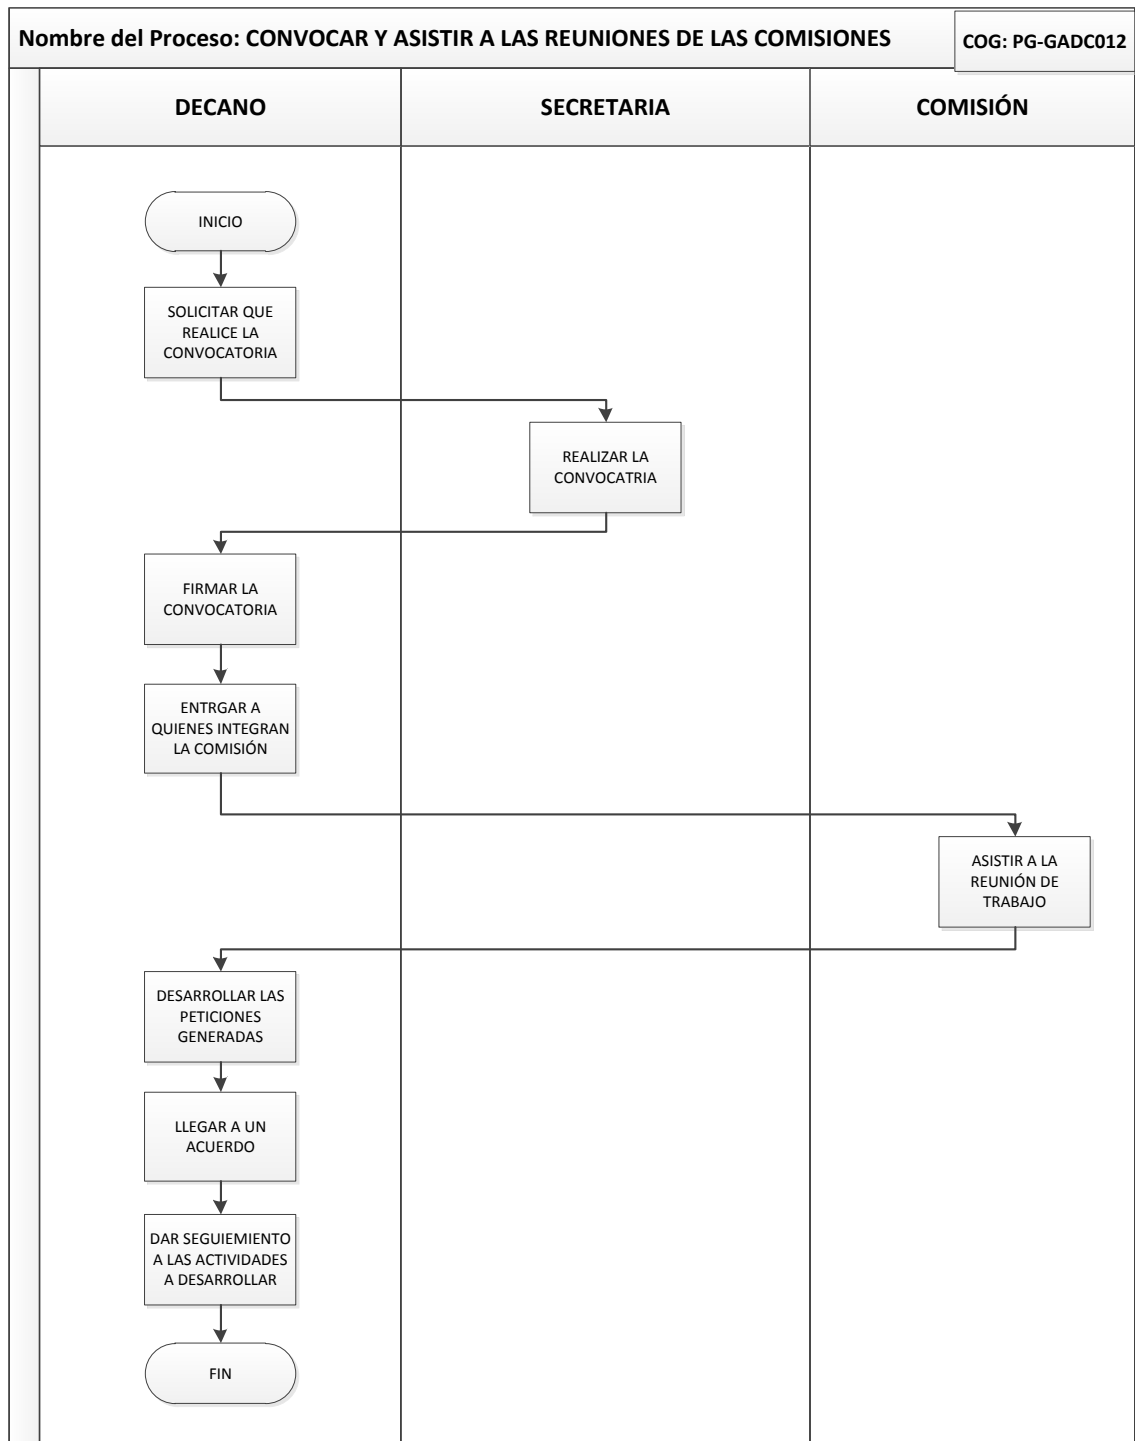 Nombre del Proceso: CONVOCAR Y ASISTIR A LAS REUNIONES DE LAS COMISIONES
COG: PG-GADC012
DECANO
SECRETARIA
COMISIÓN
INICIO
SOLICITAR QUE
REALICE LA
CONVOCATORIA
REALIZAR LA
CONVOCATRIA
FIRMAR LA
CONVOCATORIA
ENTRGAR A
QUIENES INTEGRAN
LA COMISIÓN
ASISTIR A LA
REUNIÓN DE
TRABAJO
DESARROLLAR LAS
PETICIONES
GENERADAS
LLEGAR A UN
ACUERDO
DAR SEGUIEMIENTO
A LAS ACTIVIDADES
A DESARROLLAR
FIN